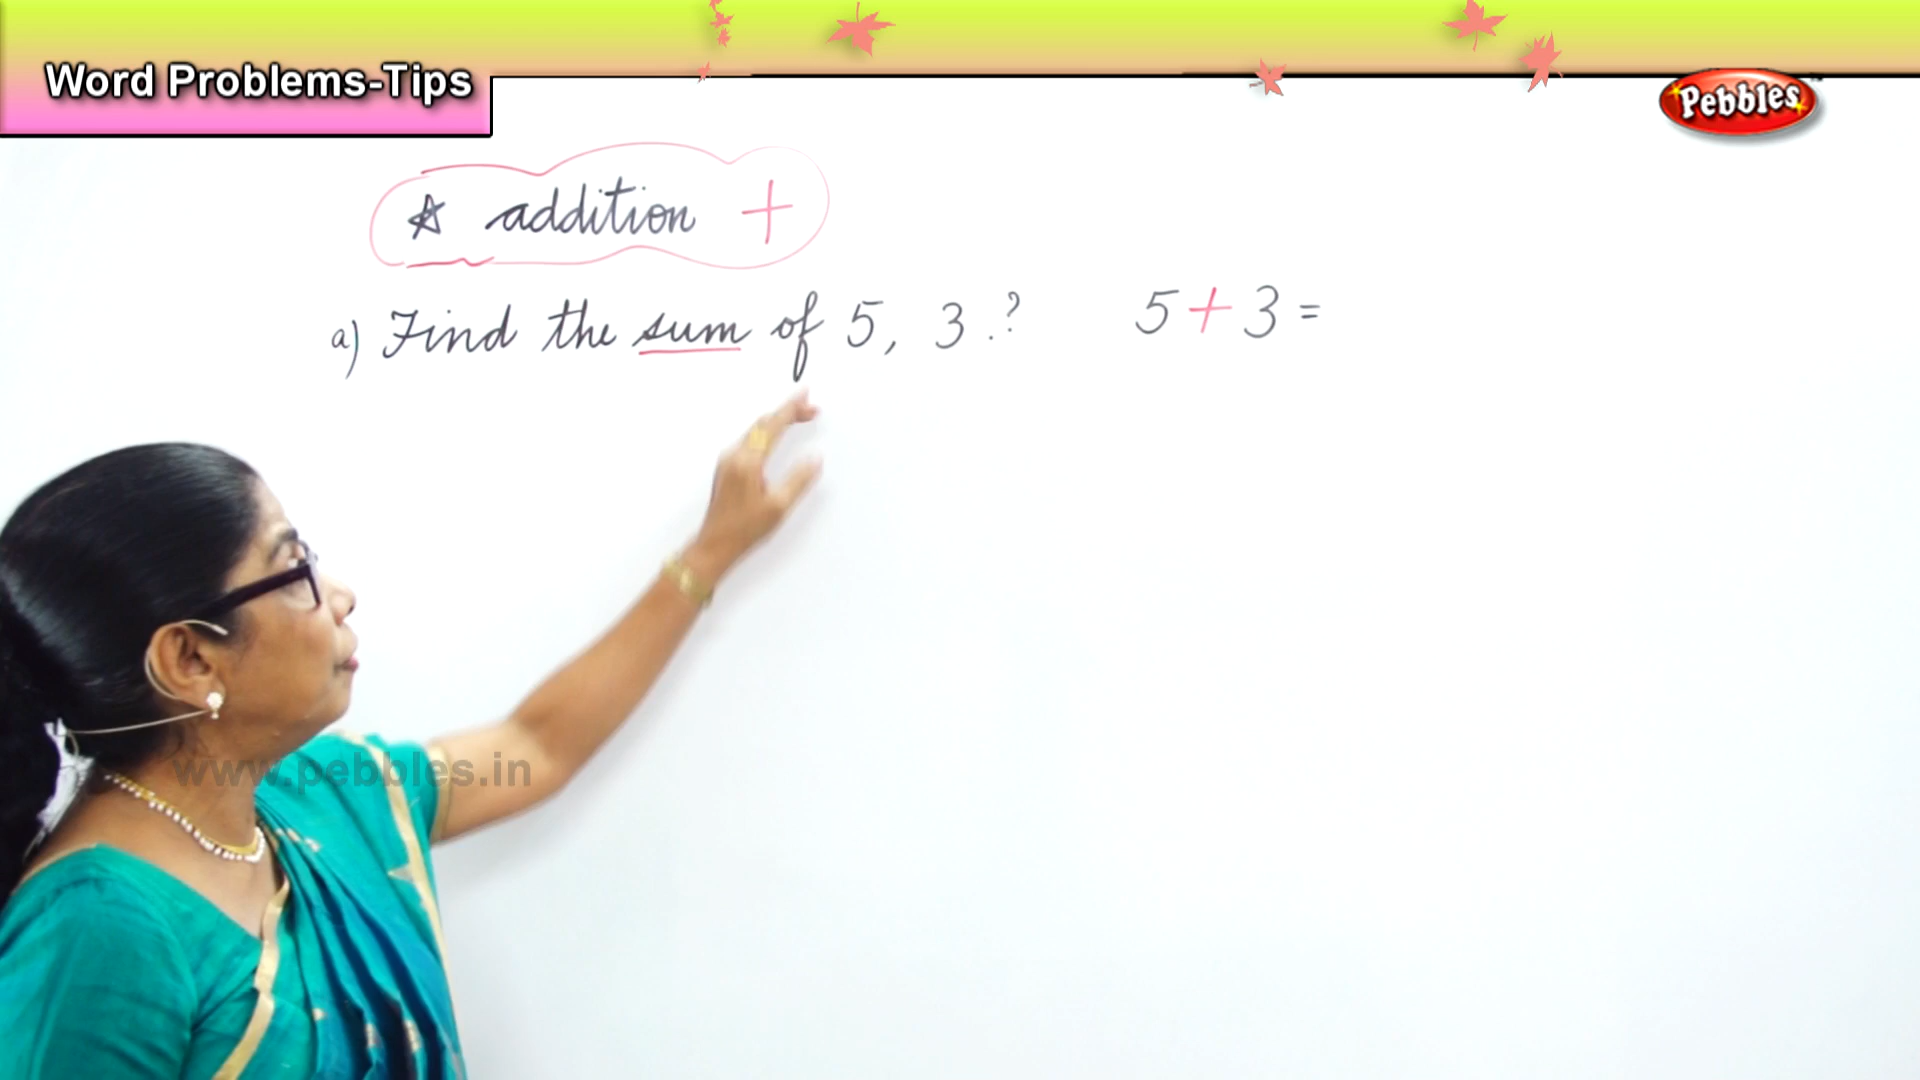 Word Problems-Tips
Pebbles
☆ addition +
a) Find the sum of 5, 3.? 5 + 3 =
www.pebbles.in